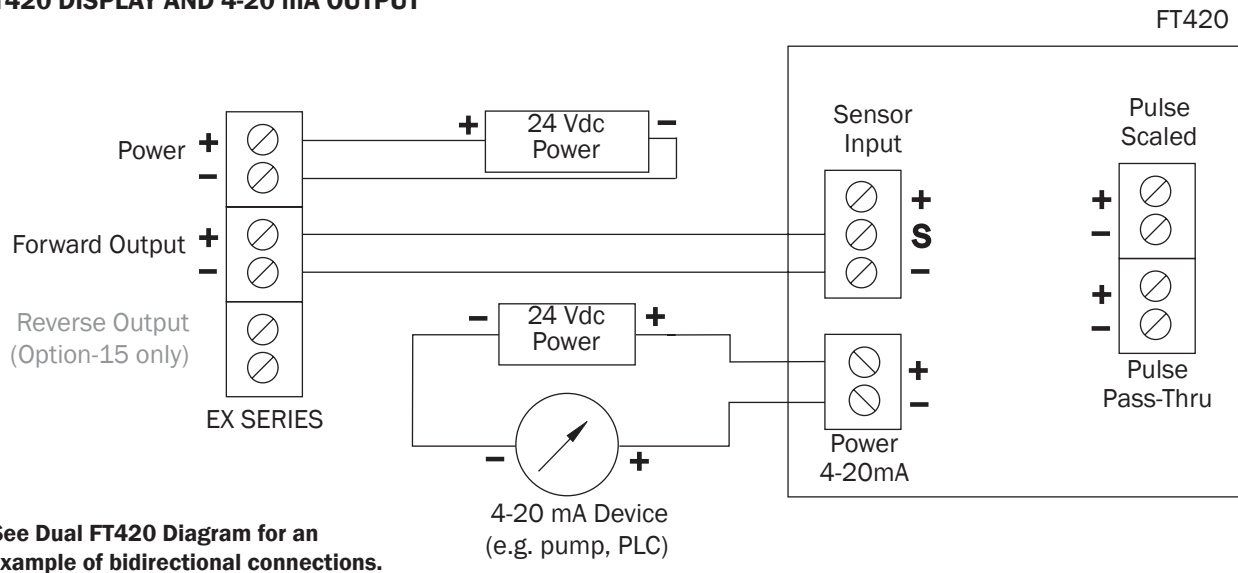 DISPLAY AND 4-20 mA OUTPUT
FT420
+ 24 Vdc −
Power
Power +
−
Forward Output +
−
Reverse Output
(Option-15 only)
EX SERIES
Sensor
Input
+
S
−
Pulse
Scaled
+
−
+
−
Pulse
Pass-Thru
− 24 Vdc +
Power
+
−
Power
4-20mA
− +
4-20 mA Device
(e.g. pump, PLC)
See Dual FT420 Diagram for an
example of bidirectional connections.